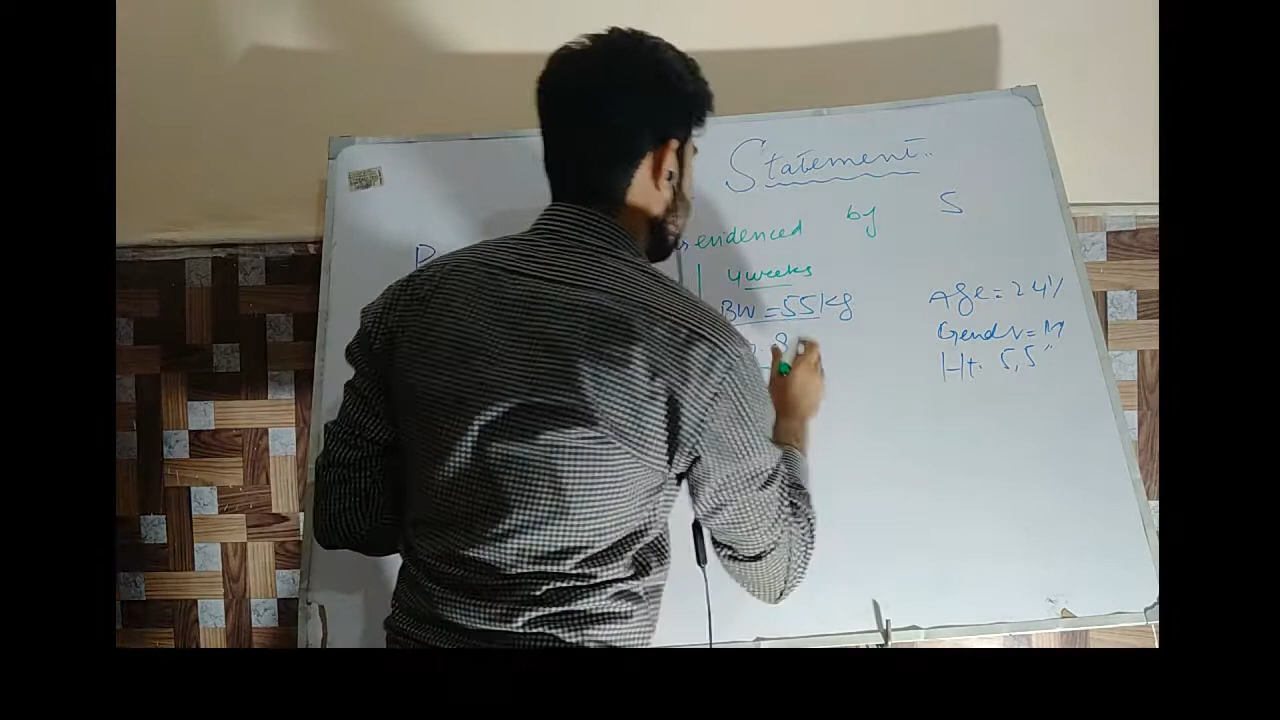 Statement..
evidenced by S
4 weeks
BW = 55 kg
Age = 24 y
Gender = M
Ht. 5,5"